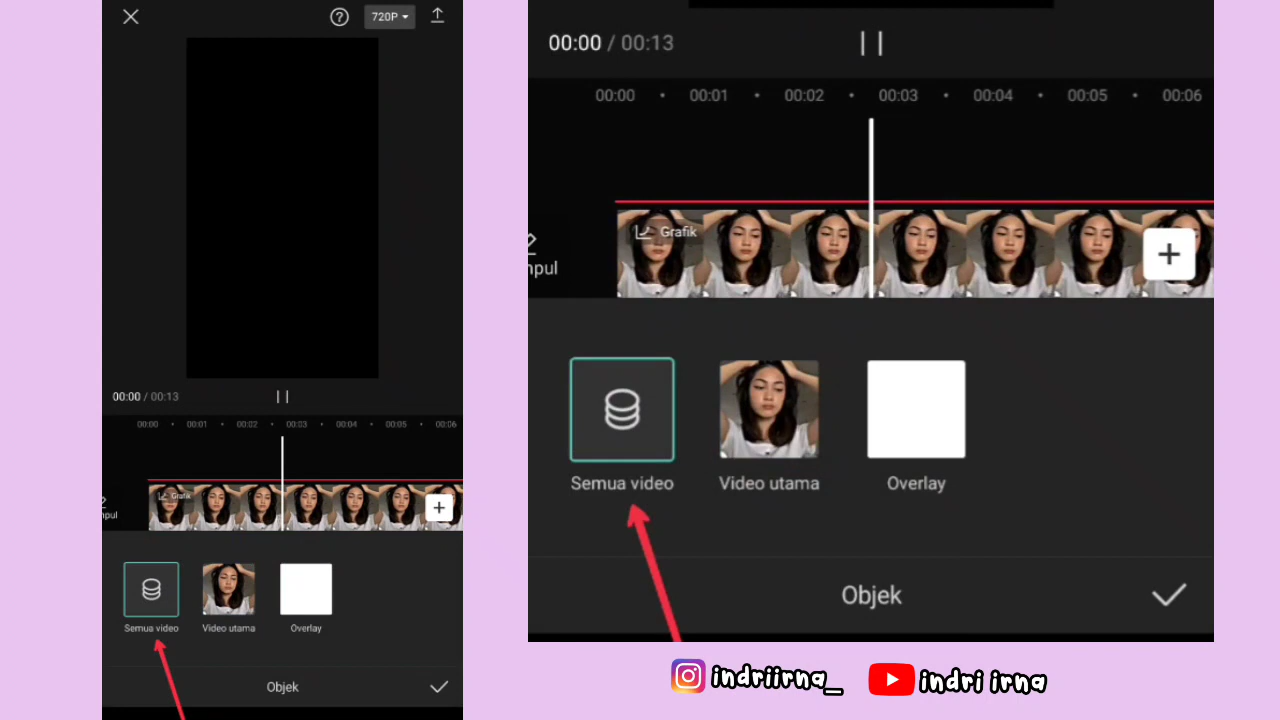 720P
00:00 / 00:13
00:00 00:01 00:02 00:03 00:04 00:05 00:06
Grafik
npul
Semua video Video utama Overlay
Objek
00:00 / 00:13
00:00 00:01 00:02 00:03 00:04 00:05 00:06
Grafik
npul
Semua video Video utama Overlay
Objek
indriirna_ indri irna